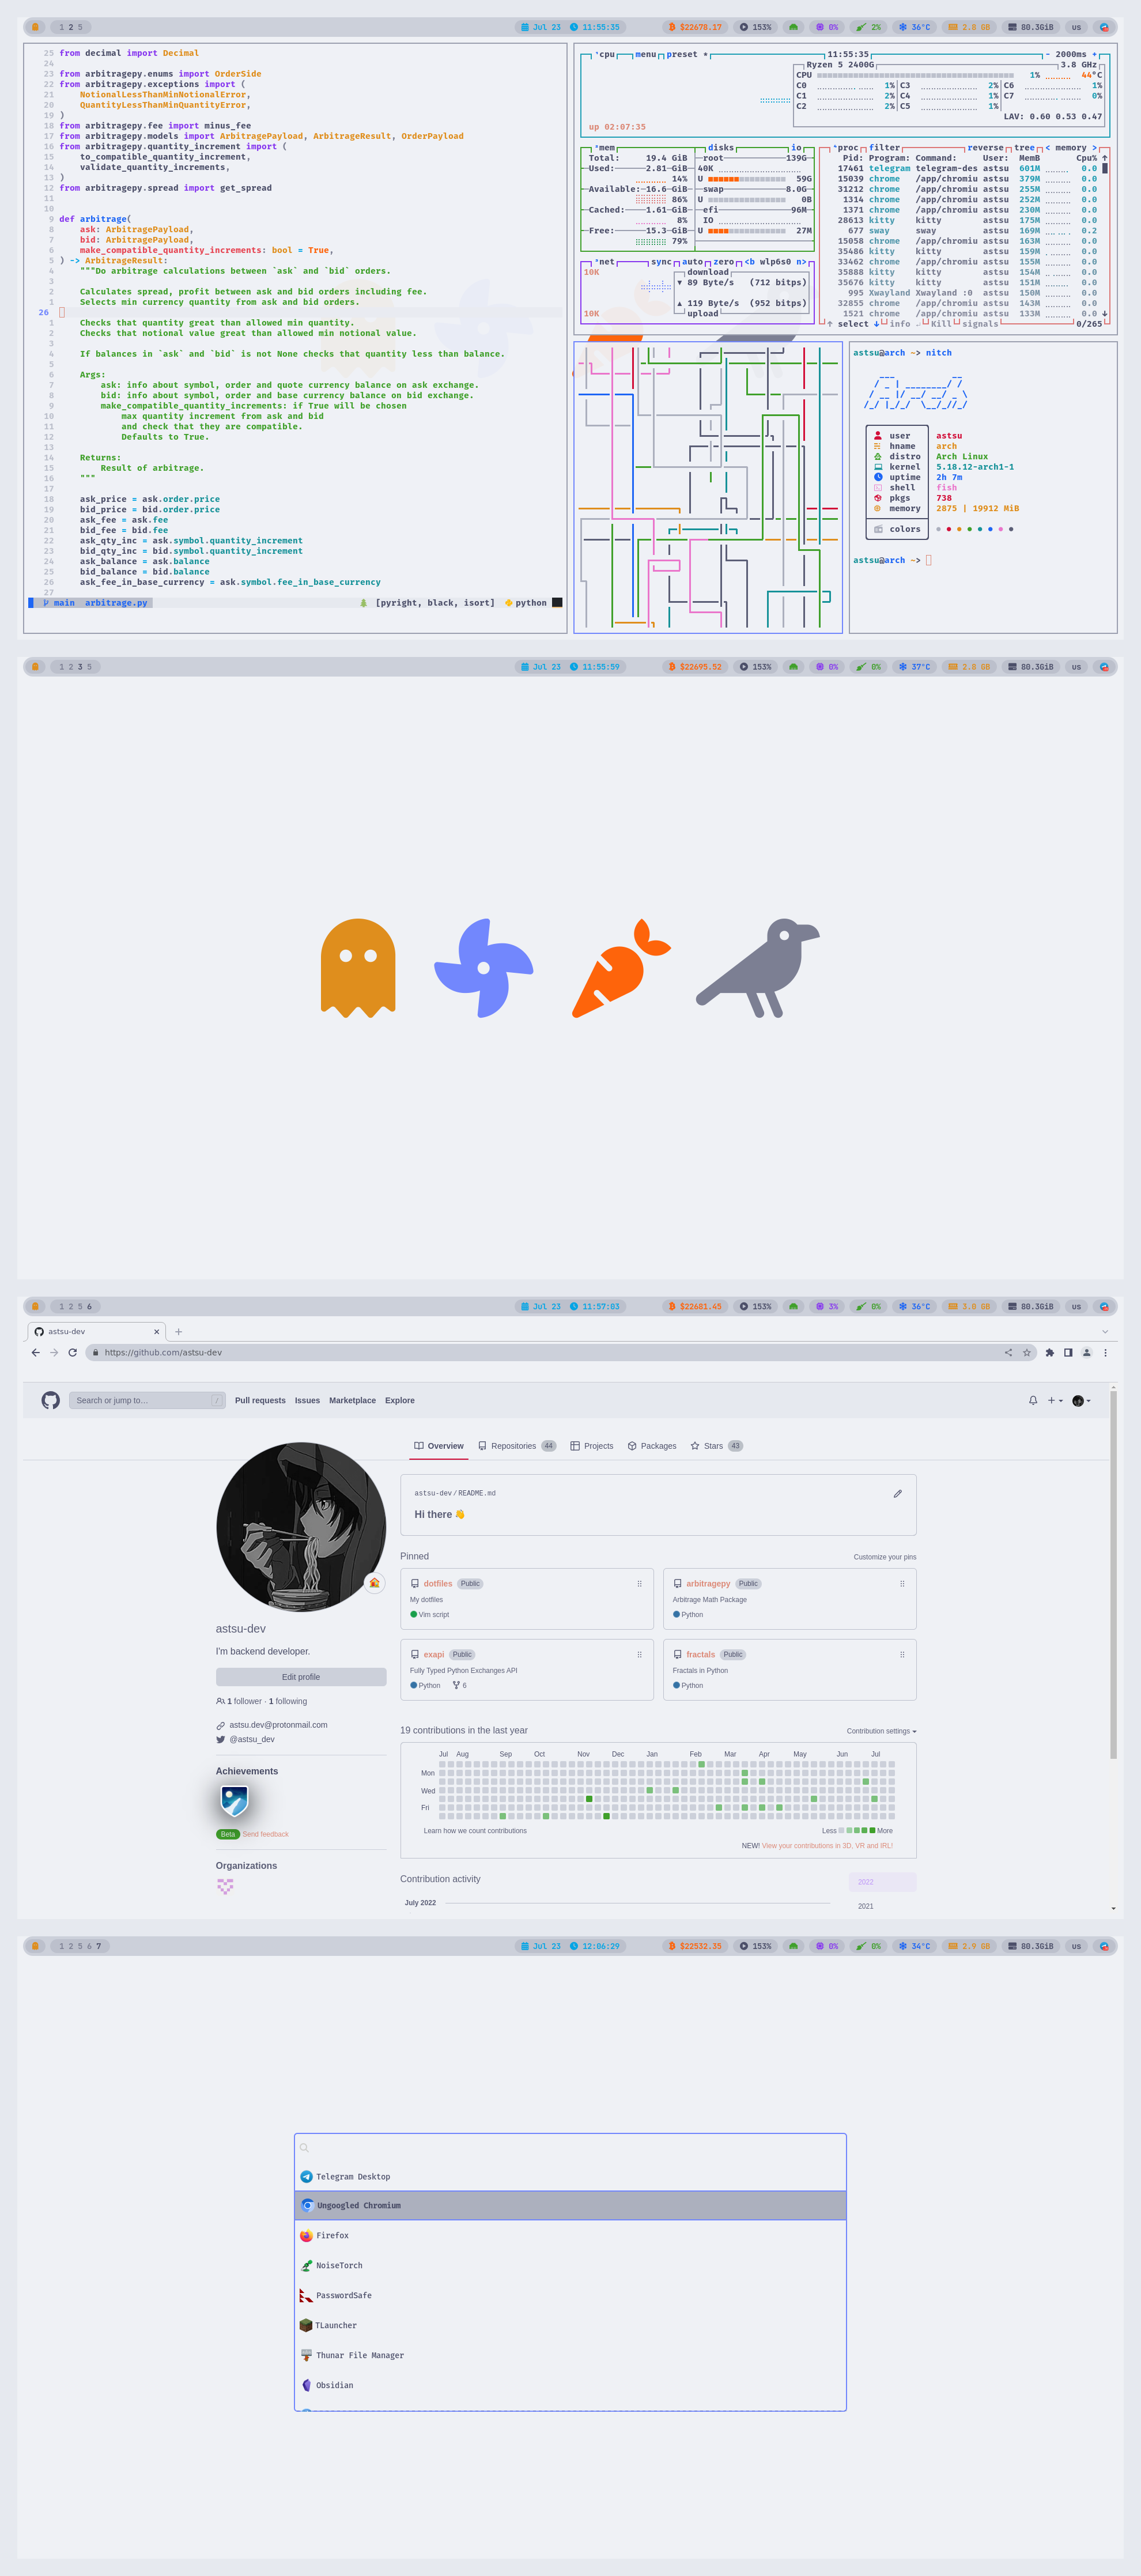 1 2 5
Jul 23 11:55:35
$22678.17 153% 0% 2% 36°C 2.8 GB 80.3GiB us
25 from decimal import Decimal
24
23 from arbitragepy.enums import OrderSide
22 from arbitragepy.exceptions import (
21 NotionalLessThanMinNotionalError,
20 QuantityLessThanMinQuantityError,
19 )
18 from arbitragepy.fee import minus_fee
17 from arbitragepy.models import ArbitragePayload, ArbitrageResult, OrderPayload
16 from arbitragepy.quantity_increment import (
15 to_compatible_quantity_increment,
14 validate_quantity_increments,
13 )
12 from arbitragepy.spread import get_spread
11
10
9 def arbitrage(
8 ask: ArbitragePayload,
7 bid: ArbitragePayload,
6 make_compatible_quantity_increments: bool = True,
5 ) -> ArbitrageResult:
4 """Do arbitrage calculations between `ask` and `bid` orders.
3
2 Calculates spread, profit between ask and bid orders including fee.
1 Selects min currency quantity from ask and bid orders.
26
1 Checks that quantity great than allowed min quantity.
2 Checks that notional value great than allowed min notional value.
3
4 If balances in `ask` and `bid` is not None checks that quantity less than balance.
5
6 Args:
7 ask: info about symbol, order and quote currency balance on ask exchange.
8 bid: info about symbol, order and base currency balance on bid exchange.
9 make_compatible_quantity_increments: if True will be chosen
10 max quantity increment from ask and bid
11 and check that they are compatible.
12 Defaults to True.
13
14 Returns:
15 Result of arbitrage.
16 """
17
18 ask_price = ask.order.price
19 bid_price = bid.order.price
20 ask_fee = ask.fee
21 bid_fee = bid.fee
22 ask_qty_inc = ask.symbol.quantity_increment
23 bid_qty_inc = bid.symbol.quantity_increment
24 ask_balance = ask.balance
25 bid_balance = bid.balance
26 ask_fee_in_base_currency = ask.symbol.fee_in_base_currency
27
main arbitrage.py [pyright, black, isort] python
¹cpu menu preset * 11:55:35 - 2000ms +
Ryzen 5 2400G 3.8 GHz
CPU 1% 44°C
C0 1% C3 2% C6 1%
C1 2% C4 1% C7 0%
C2 2% C5 1%
LAV: 0.60 0.53 0.47
up 02:07:35
²mem disks io
Total: 19.4 GiB root 139G
Used: 2.81 GiB 40K
14% U 59G
Available: 16.6 GiB swap 8.0G
86% U 0B
Cached: 1.61 GiB efi 96M
8% IO
Free: 15.3 GiB U 27M
79%
³net sync auto zero <b wlp6s0 n>
10K download
▼ 89 Byte/s (712 bitps)
▲ 119 Byte/s (952 bitps)
10K upload
⁴proc filter reverse tree < memory >
Pid: Program: Command: User: MemB Cpu% ↑
17461 telegram telegram-des astsu 601M 0.0
15039 chrome /app/chromiu astsu 379M 0.0
31212 chrome /app/chromiu astsu 255M 0.0
1314 chrome /app/chromiu astsu 252M 0.0
1371 chrome /app/chromiu astsu 230M 0.0
28613 kitty kitty astsu 175M 0.0
677 sway sway astsu 169M 0.2
15058 chrome /app/chromiu astsu 163M 0.0
35486 kitty kitty astsu 159M 0.0
33462 chrome /app/chromiu astsu 155M 0.0
35888 kitty kitty astsu 154M 0.0
35676 kitty kitty astsu 151M 0.0
995 Xwayland Xwayland :0 astsu 150M 0.0
32855 chrome /app/chromiu astsu 143M 0.0
1521 chrome /app/chromiu astsu 133M 0.0 ↓
↑ select ↓ info ↵ Kill signals 0/265
astsu@arch ~> nitch
user astsu
hname arch
distro Arch Linux
kernel 5.18.12-arch1-1
uptime 2h 7m
shell fish
pkgs 738
memory 2875 | 19912 MiB
colors
astsu@arch ~>
1 2 3 5
Jul 23 11:55:59
$22695.52 153% 0% 0% 37°C 2.8 GB 80.3GiB us
1 2 5 6
Jul 23 11:57:03
$22681.45 153% 3% 0% 36°C 3.0 GB 80.3GiB us
astsu-dev
https://github.com/astsu-dev
Search or jump to... / Pull requests Issues Marketplace Explore
Overview Repositories 44 Projects Packages Stars 43
astsu-dev / README.md
Hi there 👋
Pinned Customize your pins
dotfiles Public
My dotfiles
Vim script
arbitragepy Public
Arbitrage Math Package
Python
exapi Public
Fully Typed Python Exchanges API
Python 6
fractals Public
Fractals in Python
Python
astsu-dev
I'm backend developer.
Edit profile
1 follower · 1 following
astsu.dev@protonmail.com
@astsu_dev
Achievements
Beta Send feedback
Organizations
19 contributions in the last year Contribution settings
Jul Aug Sep Oct Nov Dec Jan Feb Mar Apr May Jun Jul
Mon
Wed
Fri
Learn how we count contributions Less More
NEW! View your contributions in 3D, VR and IRL!
Contribution activity
2022
July 2022
2021
1 2 5 6 7
Jul 23 12:06:29
$22532.35 153% 0% 0% 34°C 2.9 GB 80.3GiB us
Telegram Desktop
Ungoogled Chromium
Firefox
NoiseTorch
PasswordSafe
TLauncher
Thunar File Manager
Obsidian